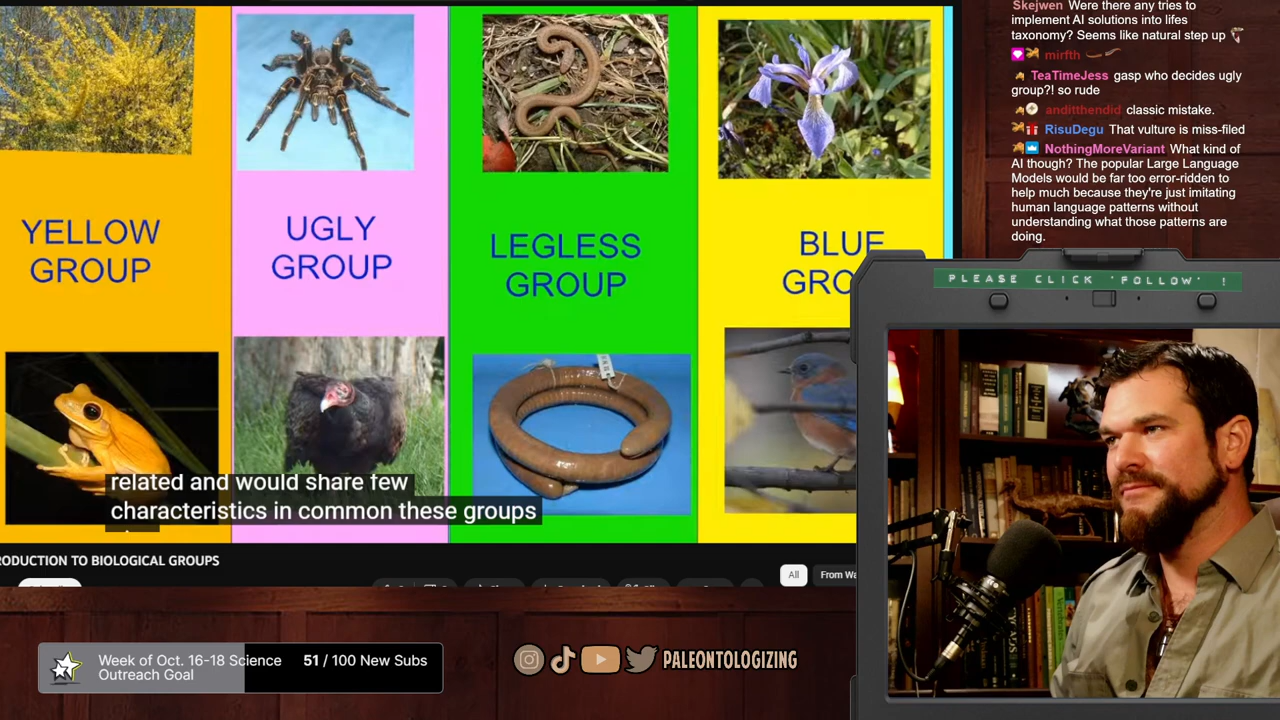 Skejwen Were there any tries to
implement AI solutions into lifes
taxonomy? Seems like natural step up
mirfth
TeaTimeJess gasp who decides ugly
group?! so rude
anditthendid classic mistake.
RisuDegu That vulture is miss-filed
NothingMoreVariant What kind of
AI though? The popular Large Language
Models would be far too error-ridden to
help much because they're just imitating
human language patterns without
understanding what those patterns are
doing.
YELLOW
GROUP
UGLY
GROUP
LEGLESS
GROUP
BLUE
GRO
PLEASE CLICK 'FOLLOW' !
related and would share few
characteristics in common these groups
RODUCTION TO BIOLOGICAL GROUPS
All
From Wa
Week of Oct. 16-18 Science
Outreach Goal
51 / 100 New Subs
PALEONTOLOGIZING